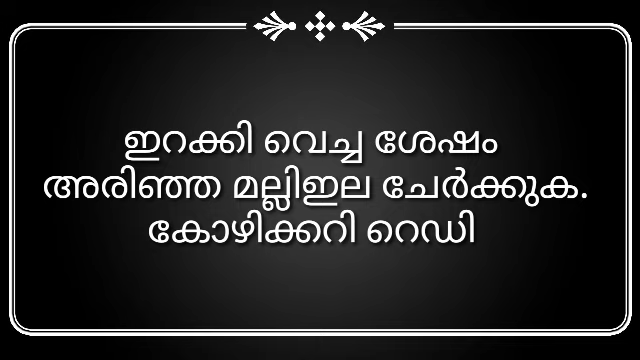 ഇറക്കി വെച്ച ശേഷം
അരിഞ്ഞ മല്ലിഇല ചേർക്കുക.
കോഴിക്കറി റെഡി